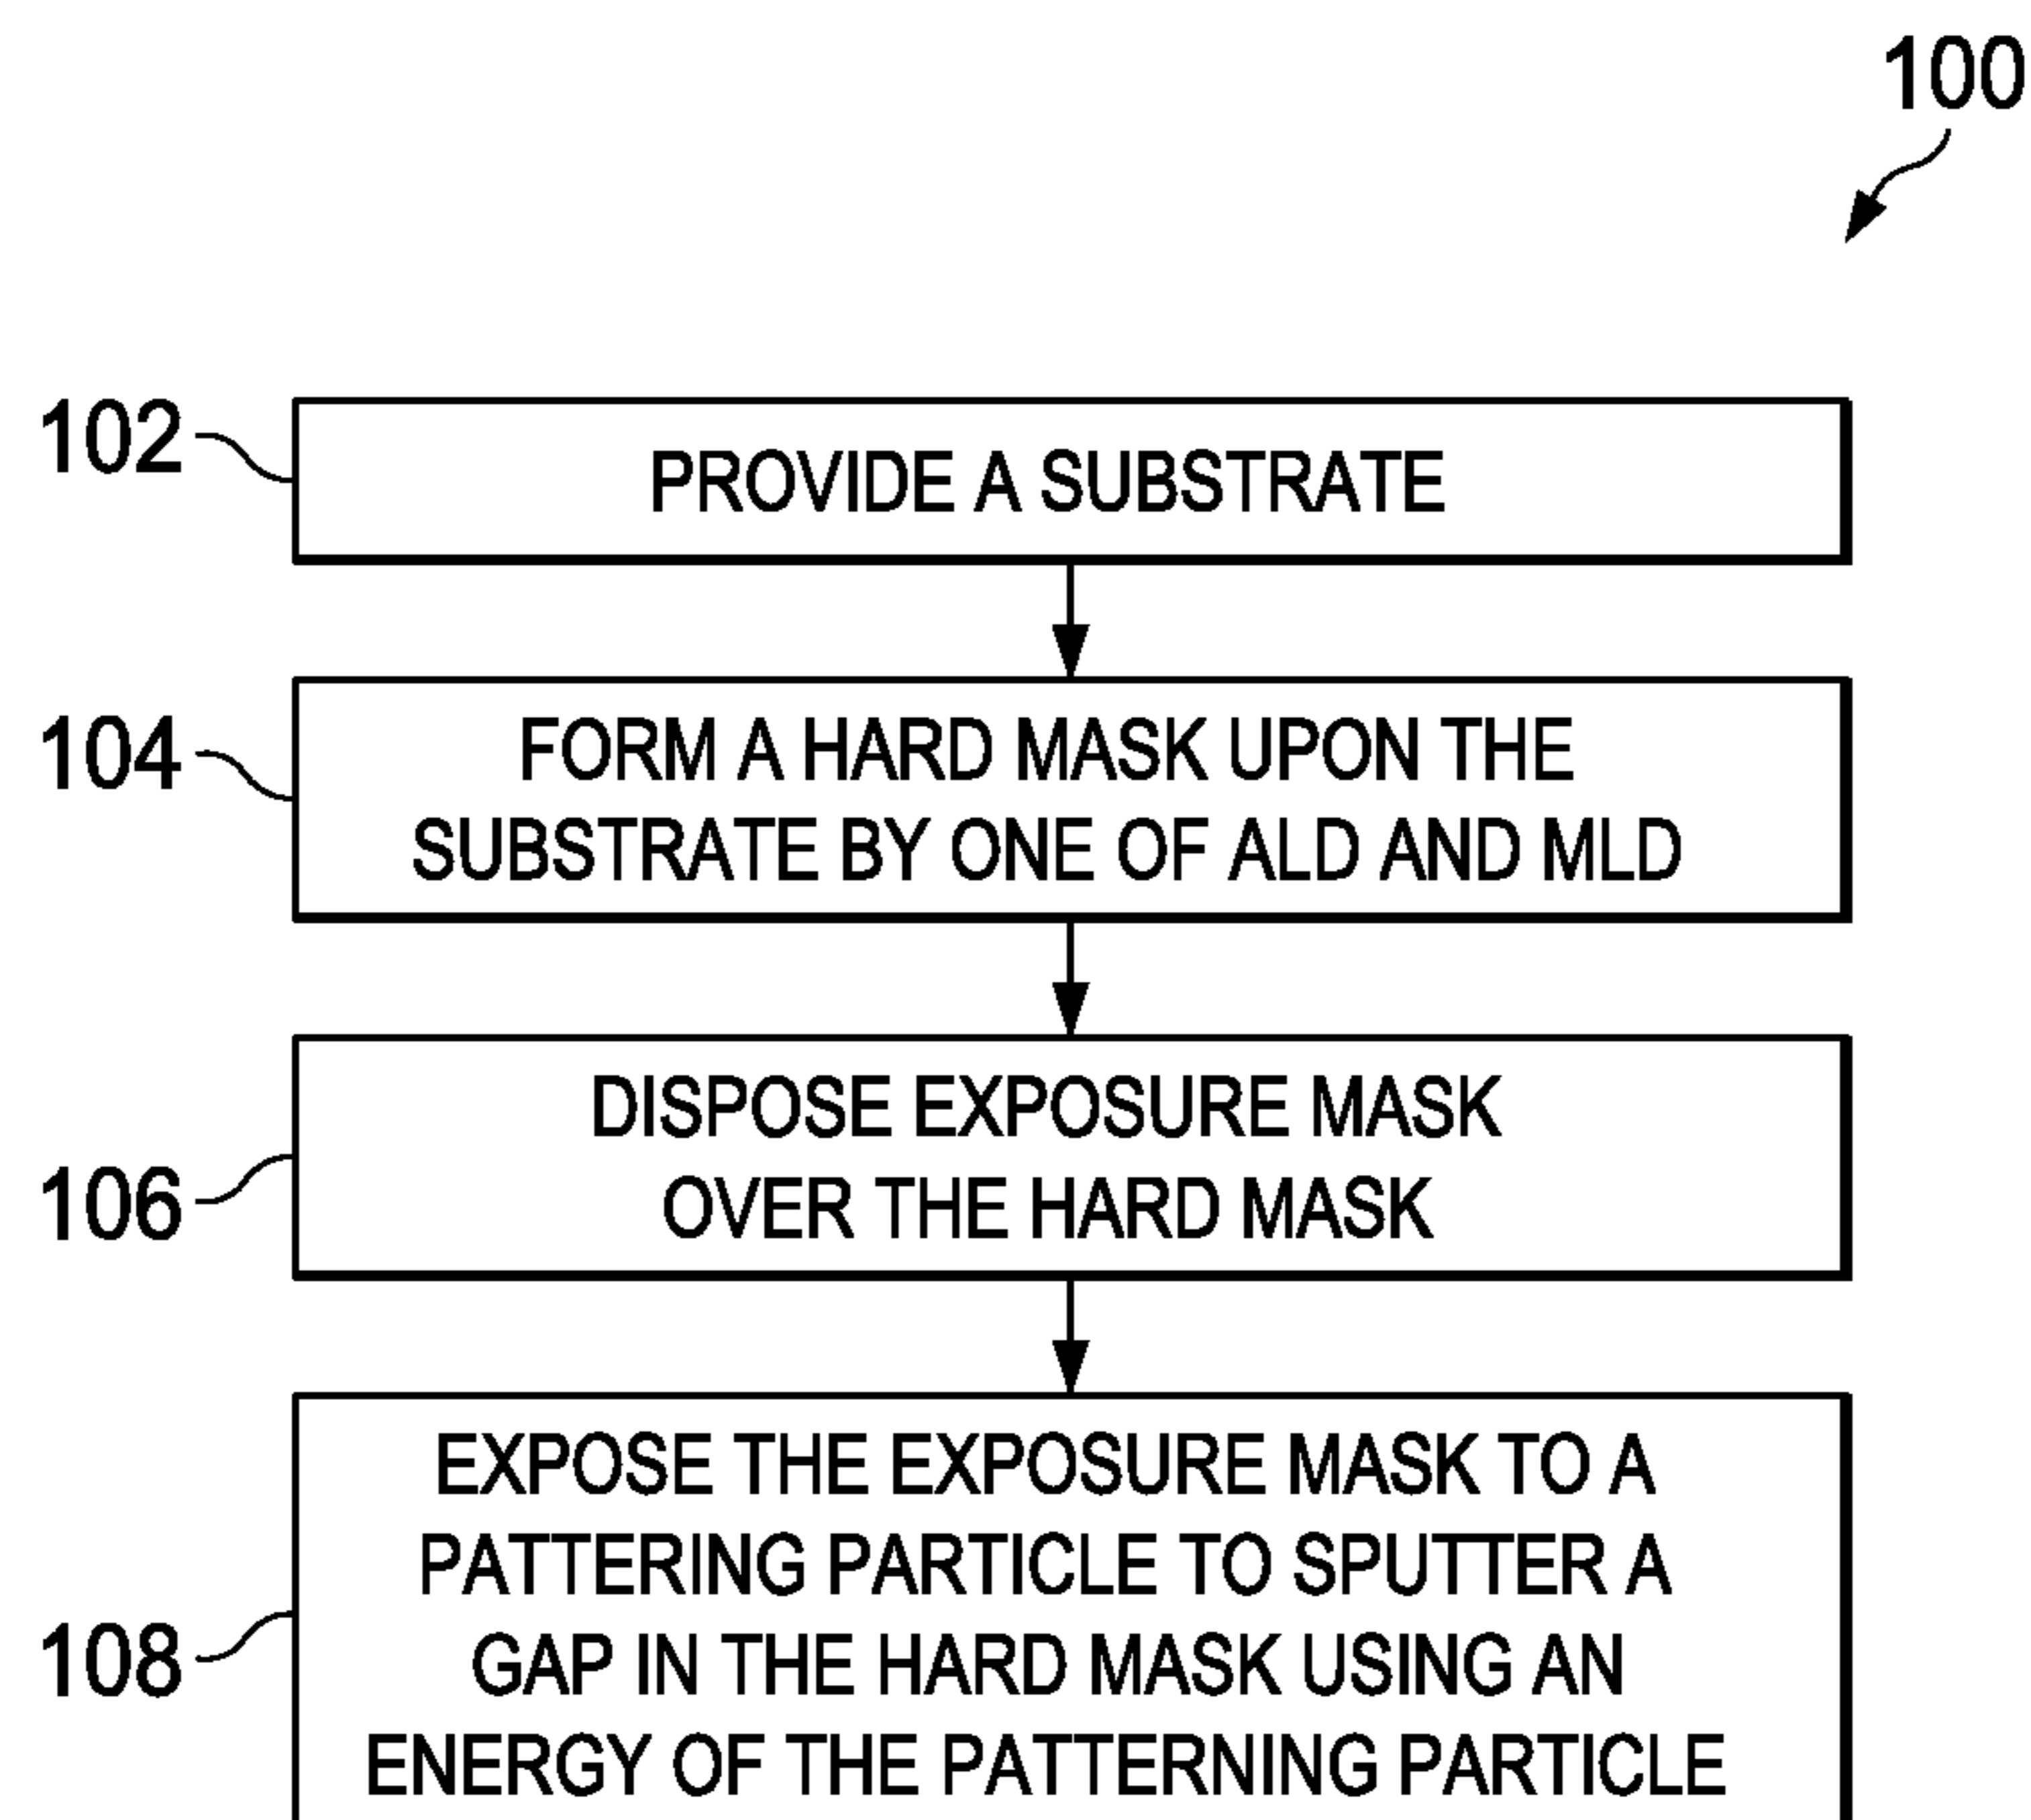 100
102
PROVIDE A SUBSTRATE
104
FORM A HARD MASK UPON THE
SUBSTRATE BY ONE OF ALD AND MLD
106
DISPOSE EXPOSURE MASK
OVER THE HARD MASK
108
EXPOSE THE EXPOSURE MASK TO A
PATTERING PARTICLE TO SPUTTER A
GAP IN THE HARD MASK USING AN
ENERGY OF THE PATTERNING PARTICLE